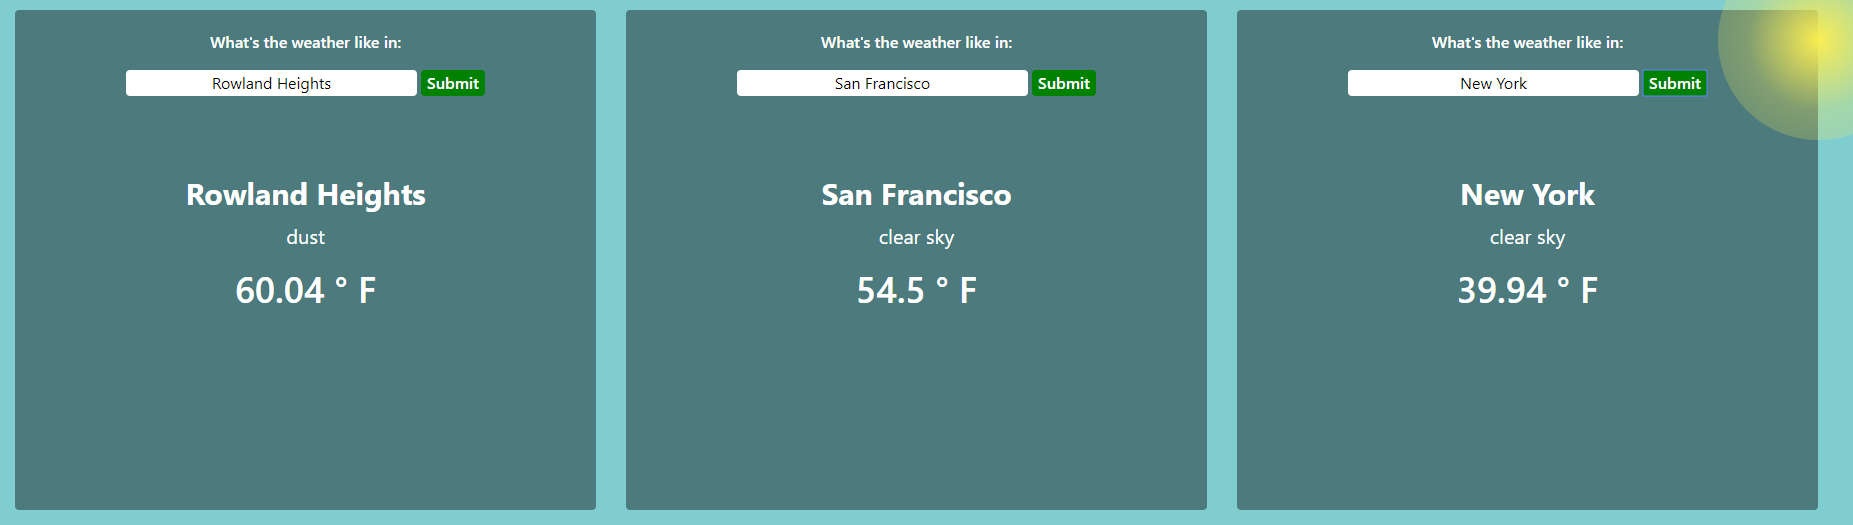 What's the weather like in:
Rowland Heights Submit
Rowland Heights
dust
60.04 ° F
What's the weather like in:
San Francisco Submit
San Francisco
clear sky
54.5 ° F
What's the weather like in:
New York Submit
New York
clear sky
39.94 ° F